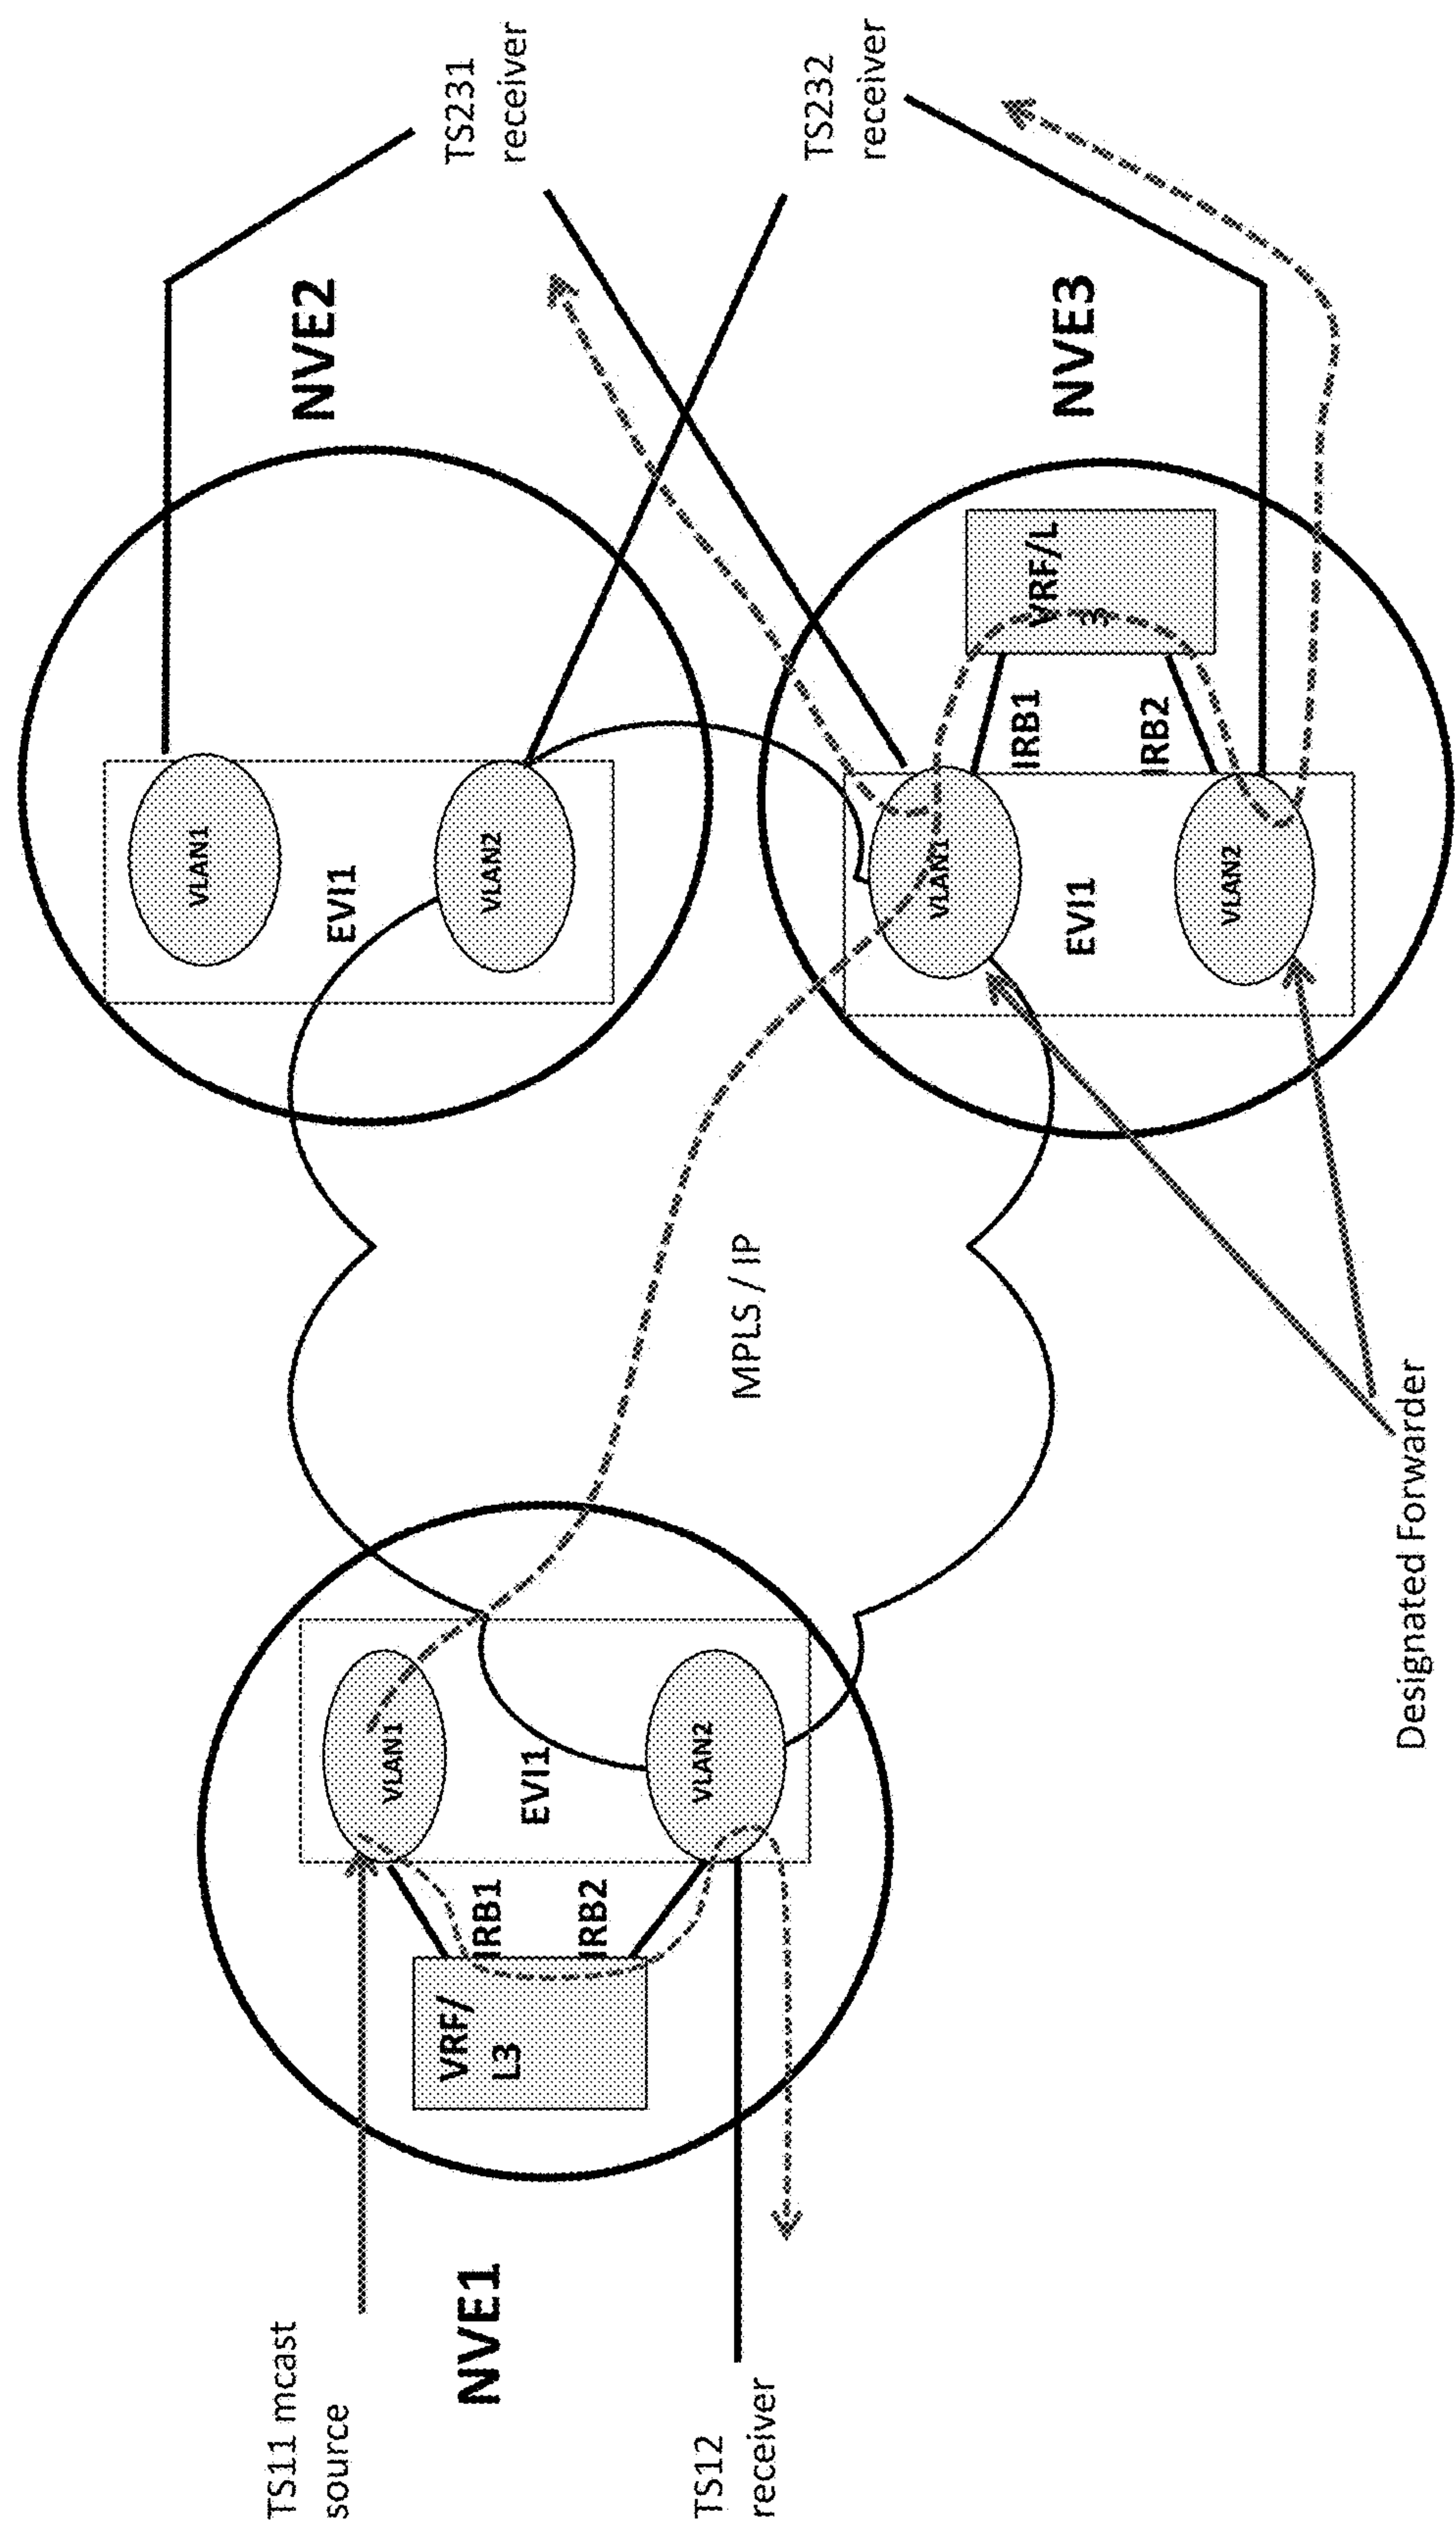 TS11 mcast
source
NVE1
TS12
receiver
VRF/
L3
IRB1
IRB2
VLAN1
EVI1
VLAN2
MPLS / IP
Designated Forwarder
VLAN1
EVI1
VLAN2
NVE2
VLAN1
EVI1
VLAN2
IRB1
IRB2
VRF/L
3
NVE3
TS231
receiver
TS232
receiver